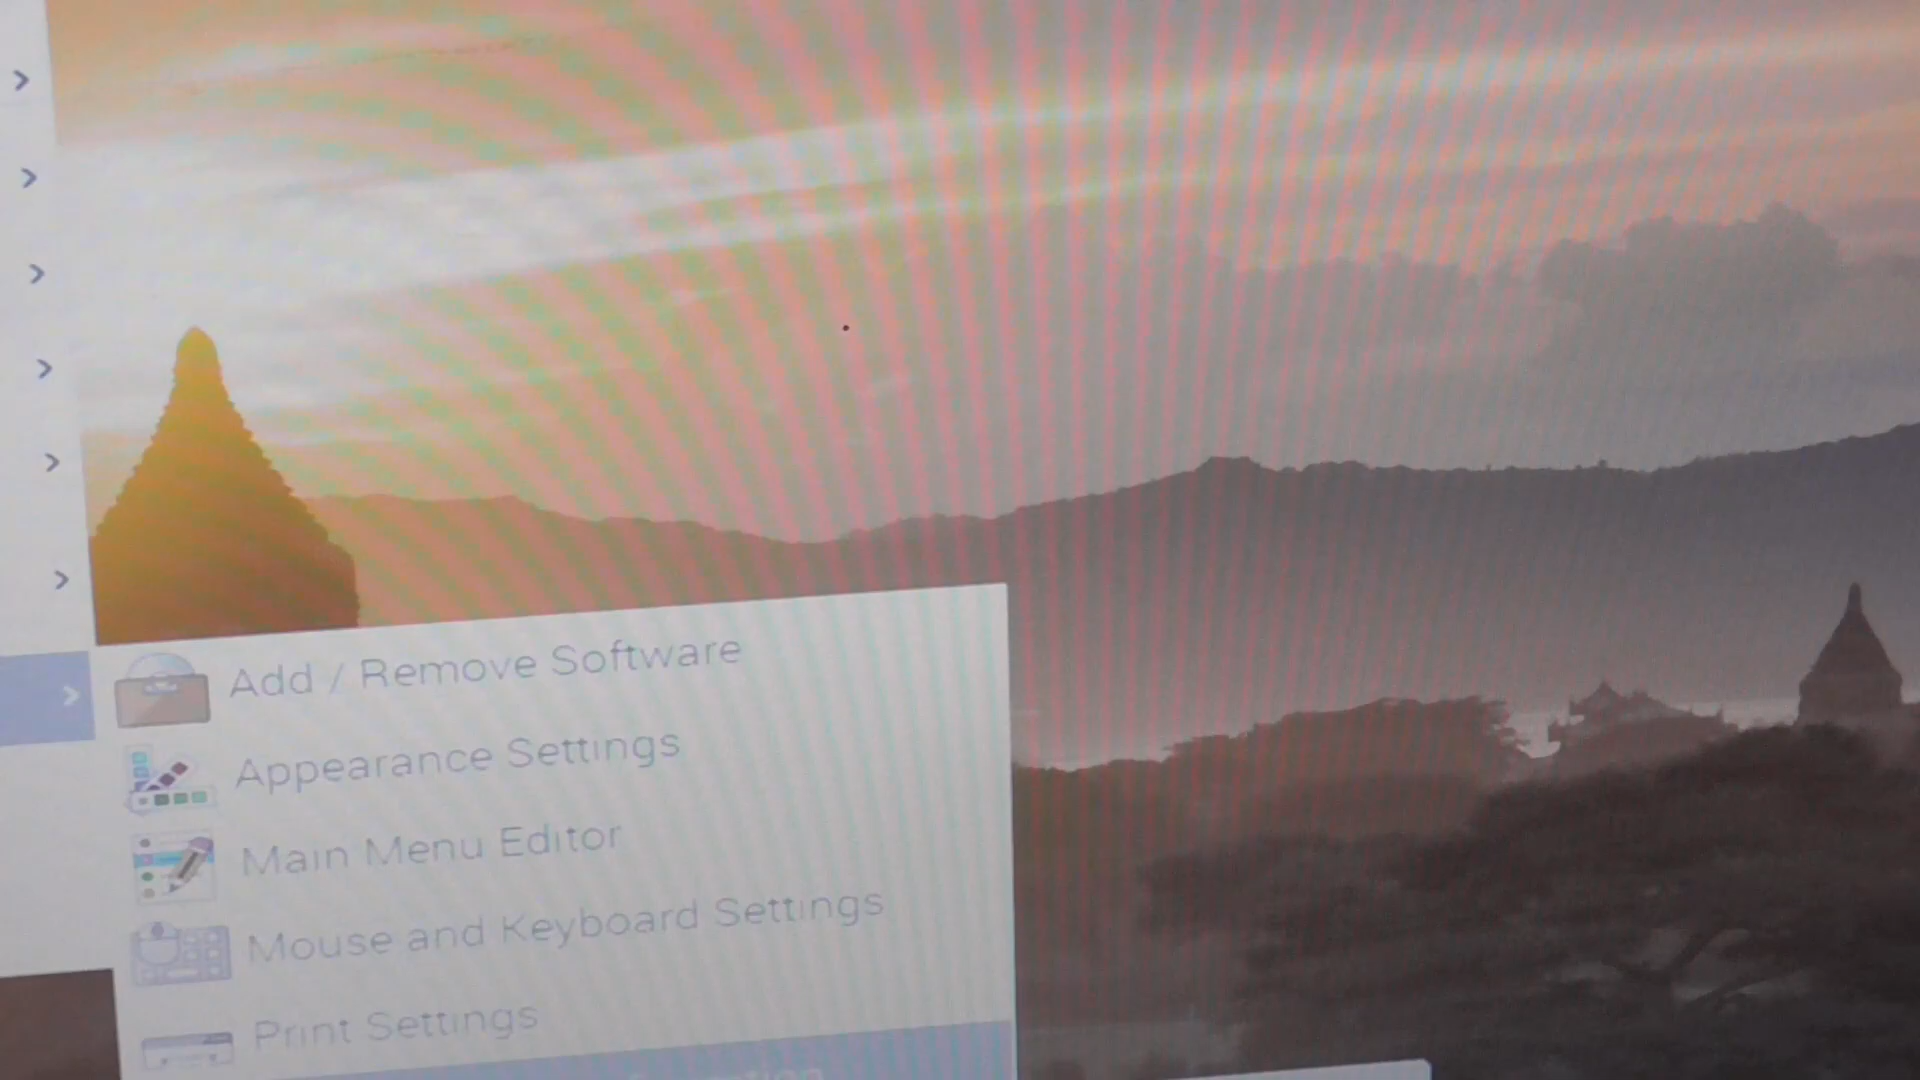 Add / Remove Software
Appearance Settings
Main Menu Editor
Mouse and Keyboard Settings
Print Settings